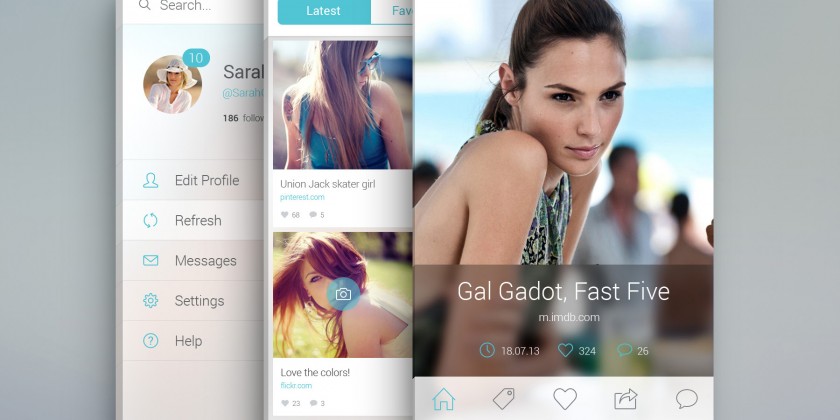 Search...
10
Saral
@Sarahl
186 follow
Edit Profile
Refresh
Messages
Settings
Help
Latest
Fav
Union Jack skater girl
pinterest.com
68 5
Love the colors!
flickr.com
23 3
Gal Gadot, Fast Five
m.imdb.com
18.07.13 324 26